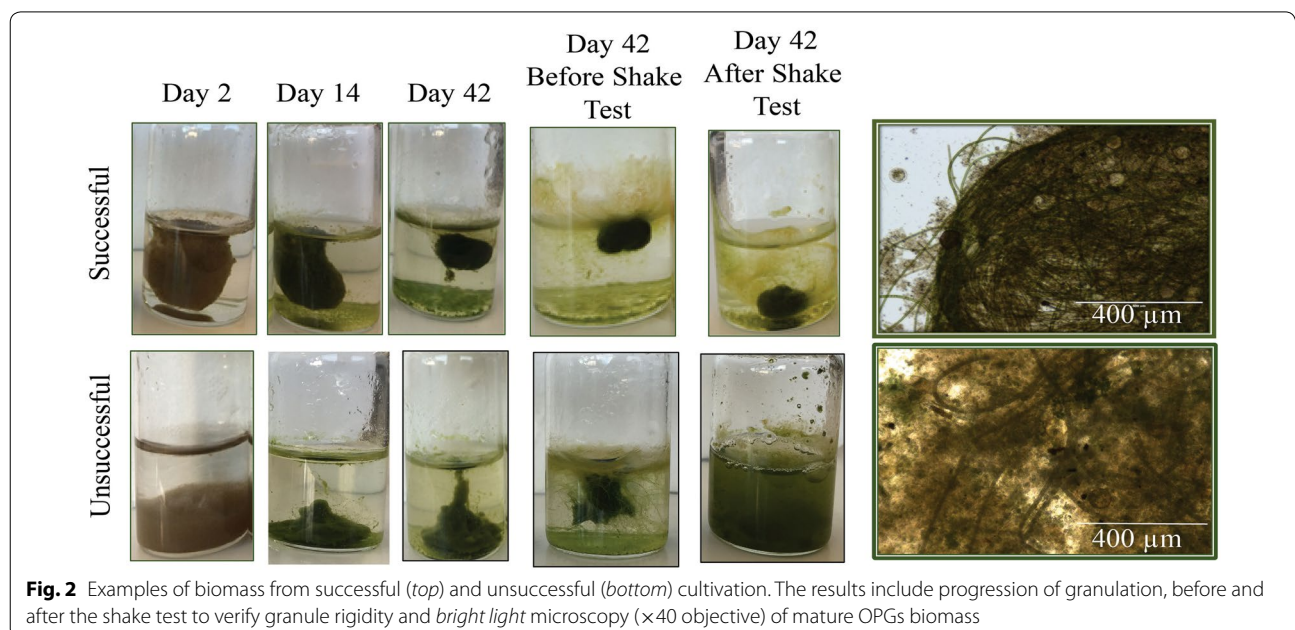 Day 2
Day 14
Day 42
Day 42
Before Shake
Test
Day 42
After Shake
Test
Successful
400 µm
Unsuccessful
400 µm
Fig. 2 Examples of biomass from successful (top) and unsuccessful (bottom) cultivation. The results include progression of granulation, before and
after the shake test to verify granule rigidity and bright light microscopy (×40 objective) of mature OPGs biomass